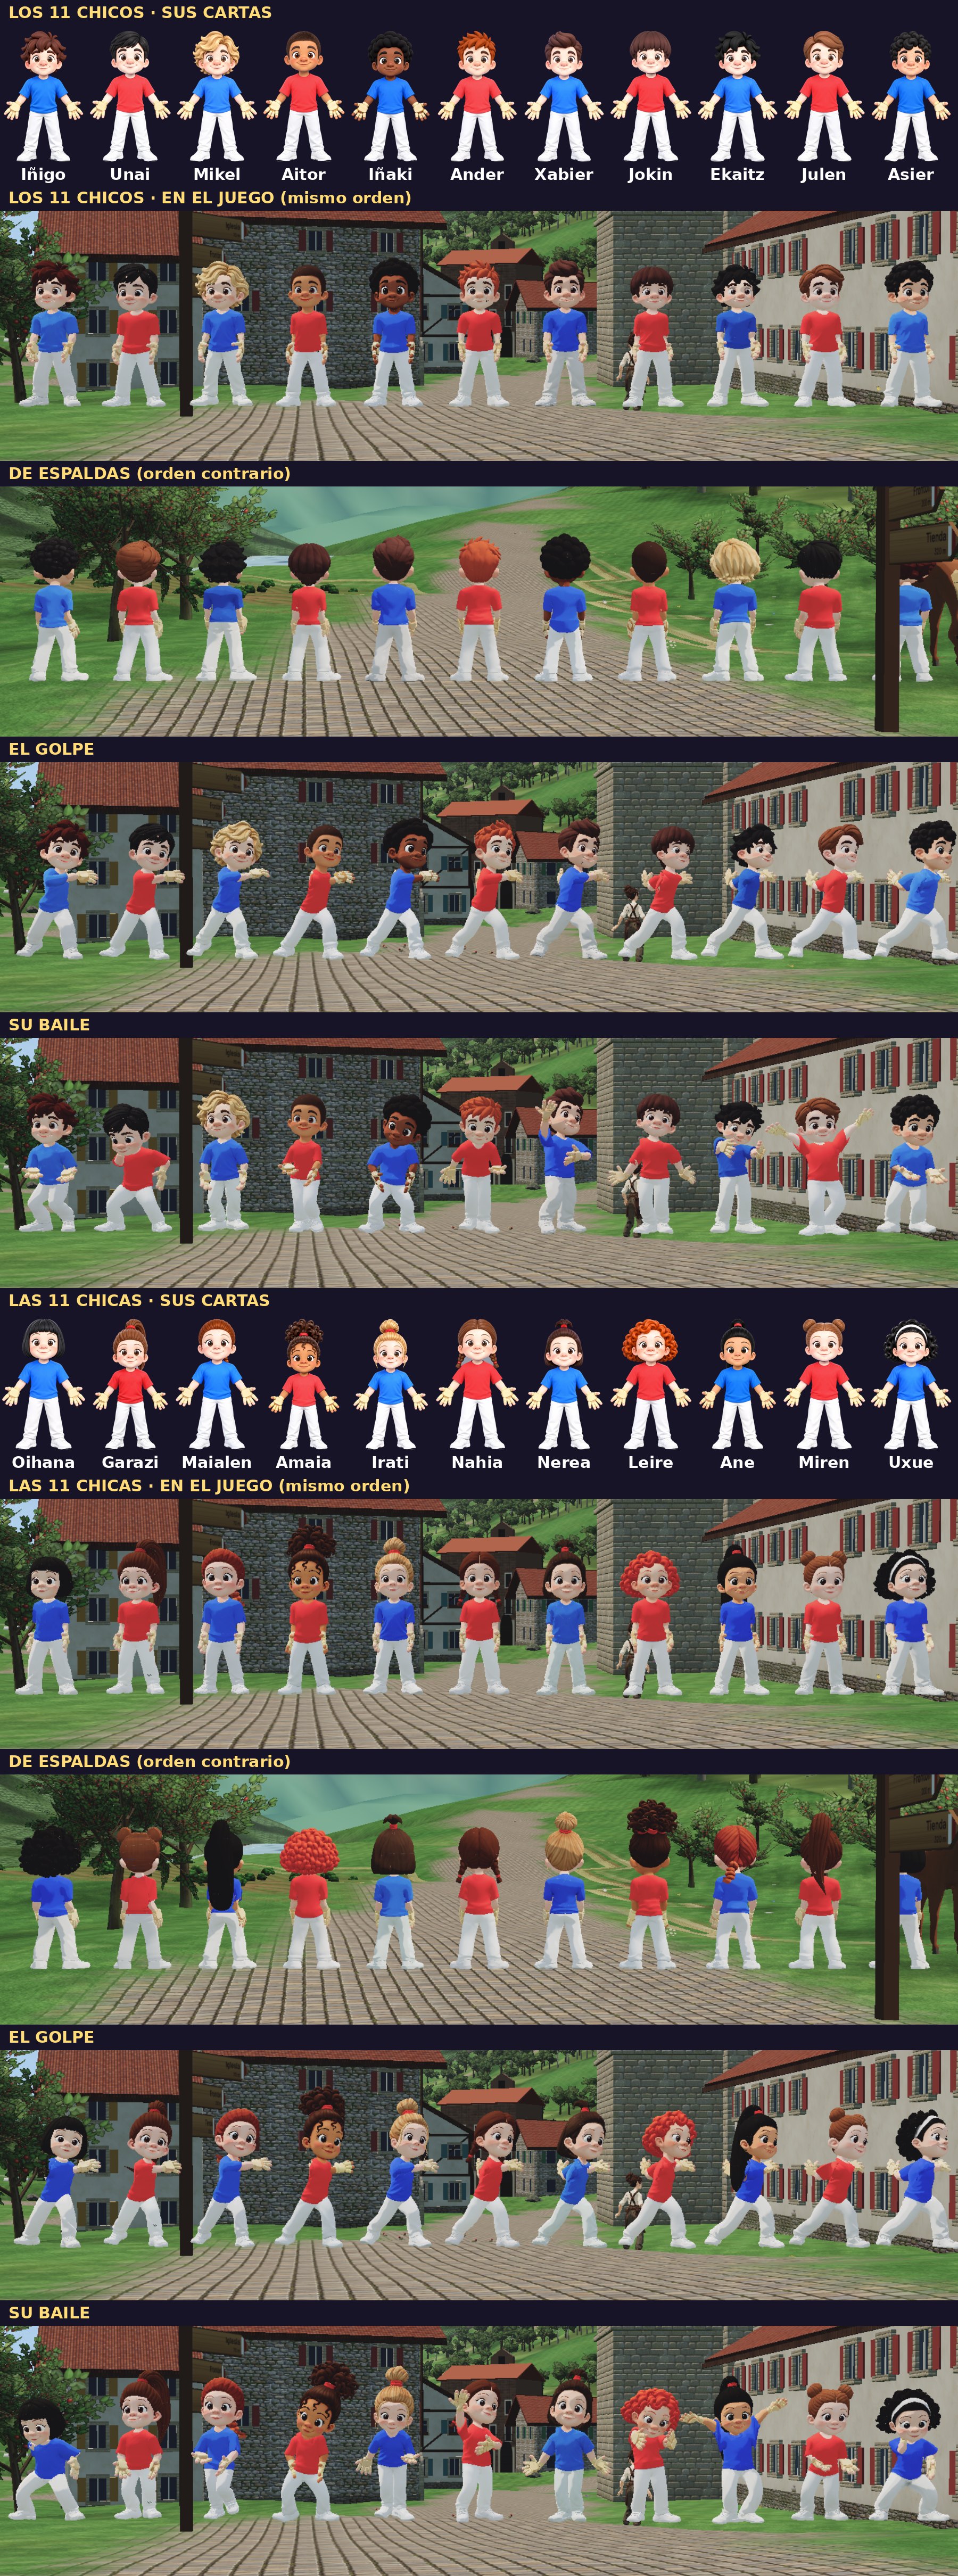 LOS 11 CHICOS · SUS CARTAS
Iñigo Unai Mikel Aitor Iñaki Ander Xabier Jokin Ekaitz Julen Asier
LOS 11 CHICOS · EN EL JUEGO (mismo orden)
DE ESPALDAS (orden contrario)
Tienda
EL GOLPE
SU BAILE
LAS 11 CHICAS · SUS CARTAS
Oihana Garazi Maialen Amaia Irati Nahia Nerea Leire Ane Miren Uxue
LAS 11 CHICAS · EN EL JUEGO (mismo orden)
DE ESPALDAS (orden contrario)
Tienda
EL GOLPE
SU BAILE